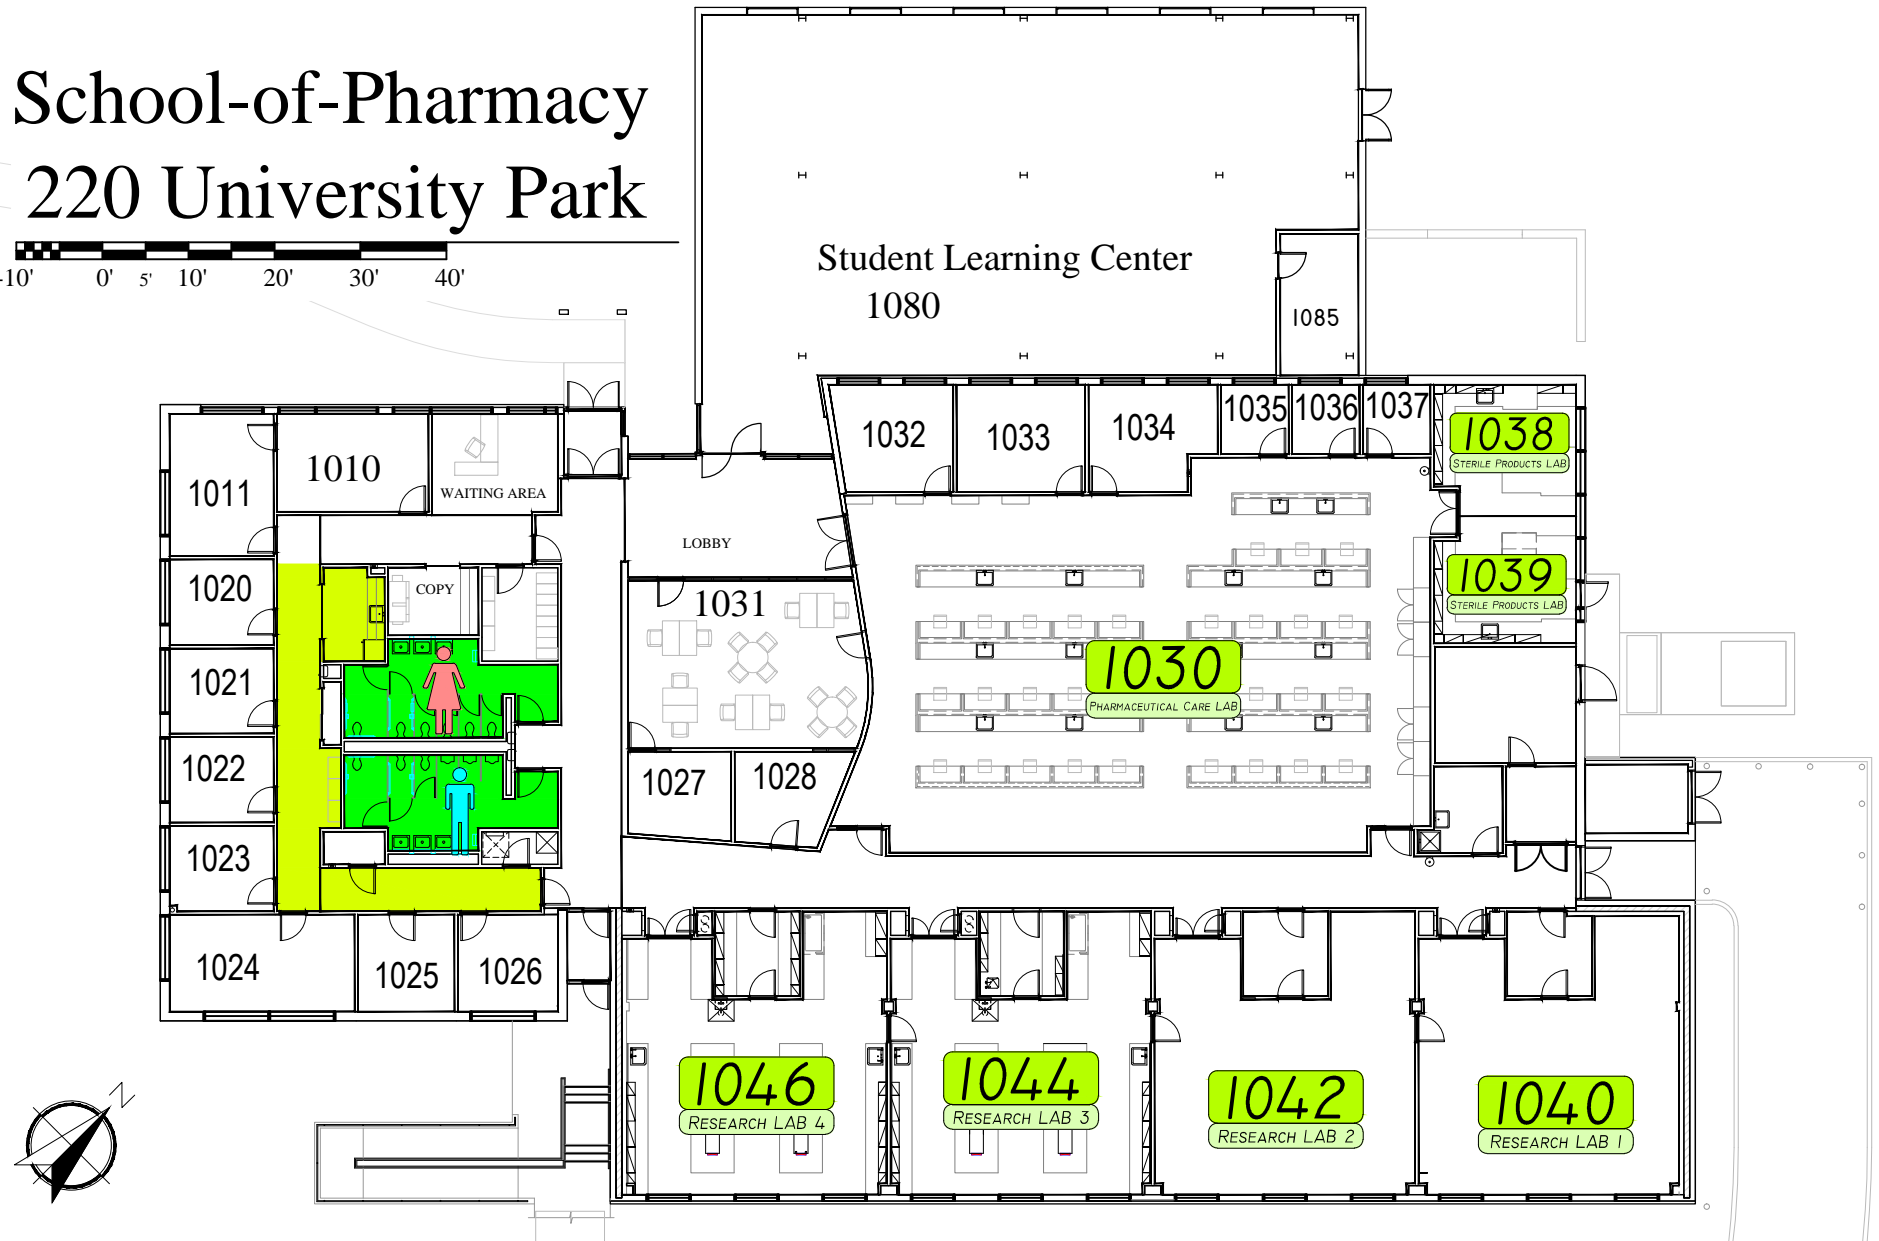 School-of-Pharmacy
220 University Park
-10' 0' 5' 10' 20' 30' 40'
Student Learning Center
1080
1085
1032
1033
1034
1035
1036
1037
1038
STERILE PRODUCTS LAB
1039
STERILE PRODUCTS LAB
1011
1010
WAITING AREA
LOBBY
COPY
1031
1020
1021
1022
1023
1024
1025
1026
1027
1028
1030
PHARMACEUTICAL CARE LAB
1046
RESEARCH LAB 4
1044
RESEARCH LAB 3
1042
RESEARCH LAB 2
1040
RESEARCH LAB 1
N